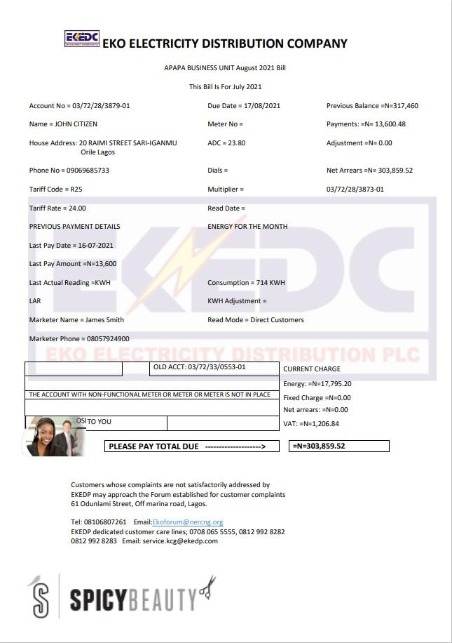 EKEDC EKO ELECTRICITY DISTRIBUTION COMPANY
APAPA BUSINESS UNIT August 2021 Bill
This Bill Is For July 2021
Account No = 03/72/28/3879-01 Due Date = 17/08/2021 Previous Balance =N=317,460
Name = JOHN CITIZEN Meter No = Payments: = 13,600.48
House Address: 20 RAIMI STREET SARI-IGANMU ADC = 23.80 Adjustment =N= 0.00
Orile Lagos
Phone No = 09069685733 Dials = Net Arrears =N= 303,859.52
Tariff Code = R25 Multiplier = 03/72/28/3873-01
Tariff Rate = 24.00 Read Date =
PREVIOUS PAYMENT DETAILS ENERGY FOR THE MONTH
Last Pay Date = 16-07-2021
Last Pay Amount =N=13,600
Last Actual Reading =KWH Consumption = 714 KWH
LAR KWH Adjustment =
Marketer Name = James Smith Read Mode = Direct Customers
Marketer Phone = 08057924900
EKEDC
EKO ELECTRICITY DISTRIBUTION PLC
OLD ACCT: 03/72/33/0553-01 CURRENT CHARGE
Energy: =N=17,795.20
THE ACCOUNT WITH NON-FUNCTIONAL METER OR METER OR METER IS NOT IN PLACE Fixed Charge =N=0.00
Net arrears: =N=0.00
TO YOU VAT: =N=1,206.84
PLEASE PAY TOTAL DUE --------------------> =N=303,859.52
Customers whose complaints are not satisfactorily addressed by
EKEDP may approach the Forum established for customer complaints
61 Odunlami Street, Off marina road, Lagos.
Tel: 08106807261 Email:Ekoforum@nercng.org
EKEDP dedicated customer care lines; 0708 065 5555, 0812 992 8282
0812 992 8283 Email: service.kcg@ekedp.com
SPICYBEAUTY